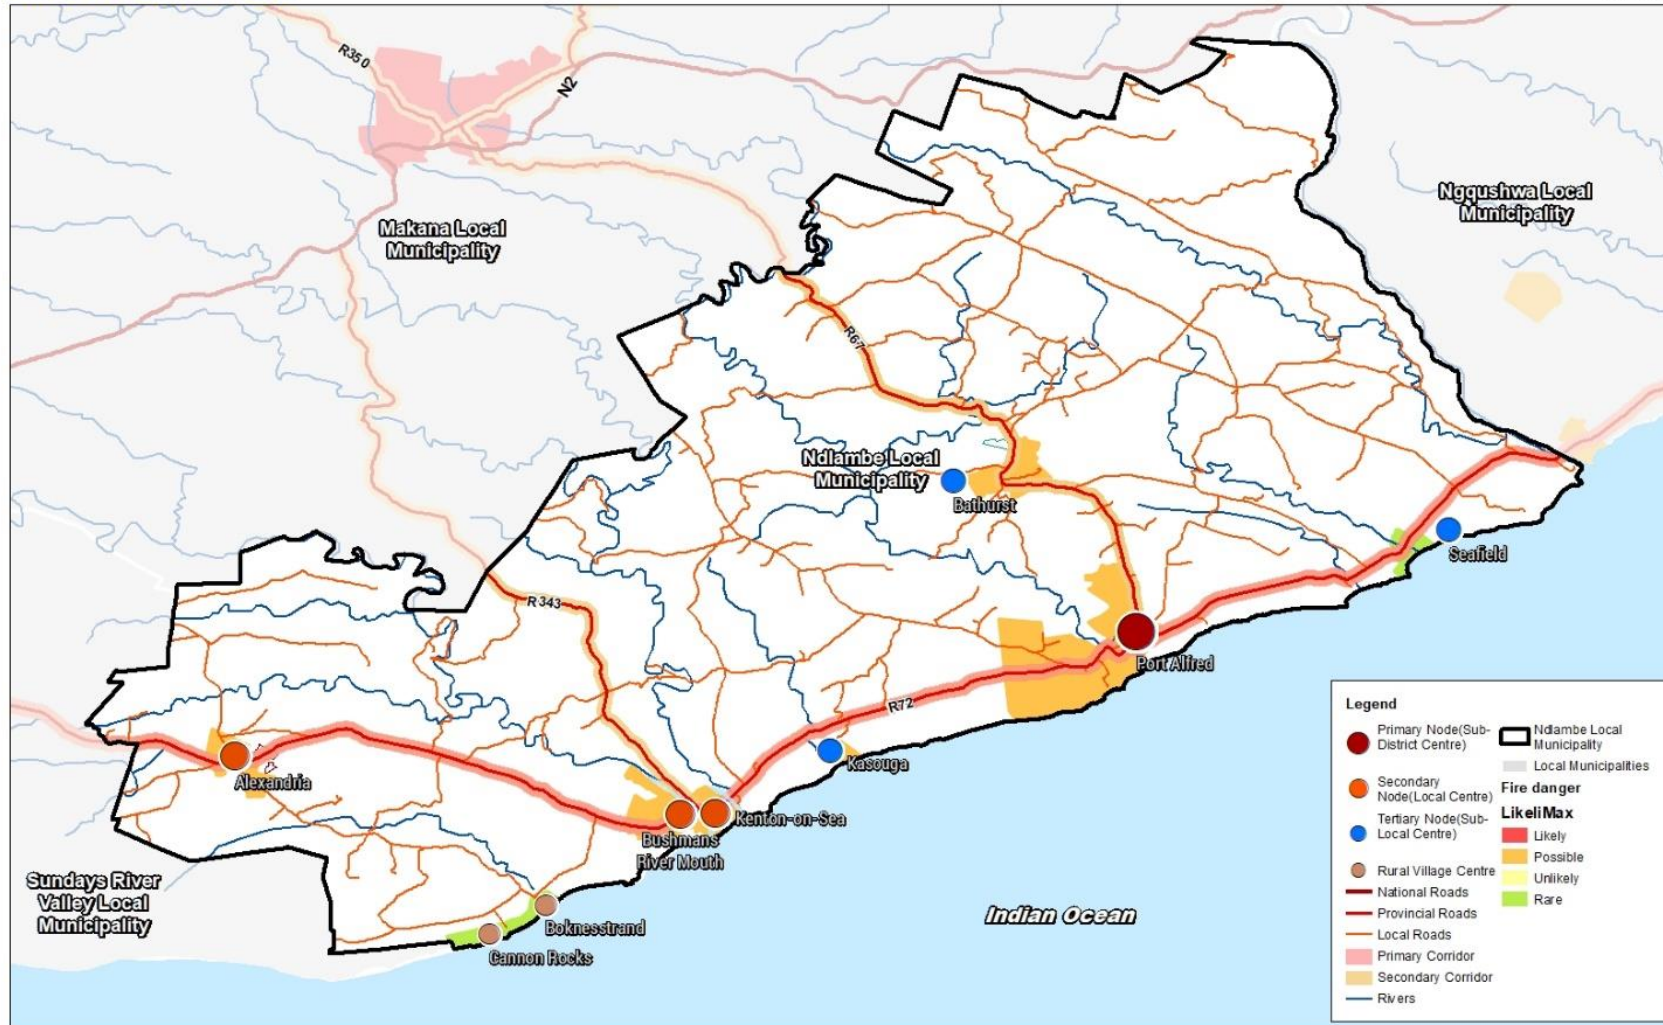 R350
N2
Makana Local
Municipality
Ngqushwa Local
Municipality
R67
Ndlambe Local
Municipality
Bathurst
Seafield
R343
Port Alfred
R72
Kasouga
Alexandria
Kenton-on-Sea
Bushmans
River Mouth
Sundays River
Valley Local
Municipality
Boknesstrand
Cannon Rocks
Indian Ocean
Legend
Primary Node(Sub-
District Centre)
Secondary
Node(Local Centre)
Tertiary Node(Sub-
Local Centre)
Rural Village Centre
National Roads
Provincial Roads
Local Roads
Primary Corridor
Secondary Corridor
Rivers
Ndlambe Local
Municipality
Local Municipalities
Fire danger
LikeliMax
Likely
Possible
Unlikely
Rare